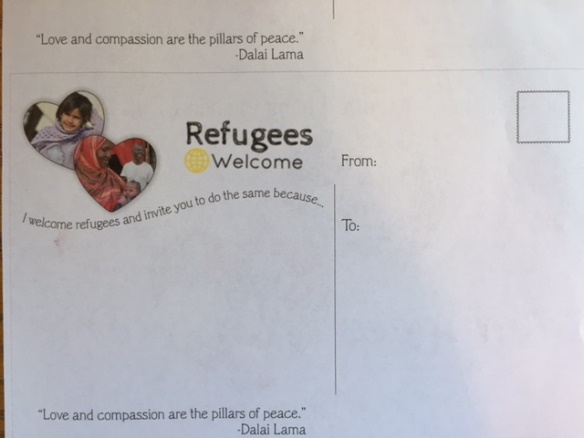 “Love and compassion are the pillars of peace.”
-Dalai Lama
Refugees
Welcome
From:
I welcome refugees and invite you to do the same because...
To:
“Love and compassion are the pillars of peace.”
-Dalai Lama